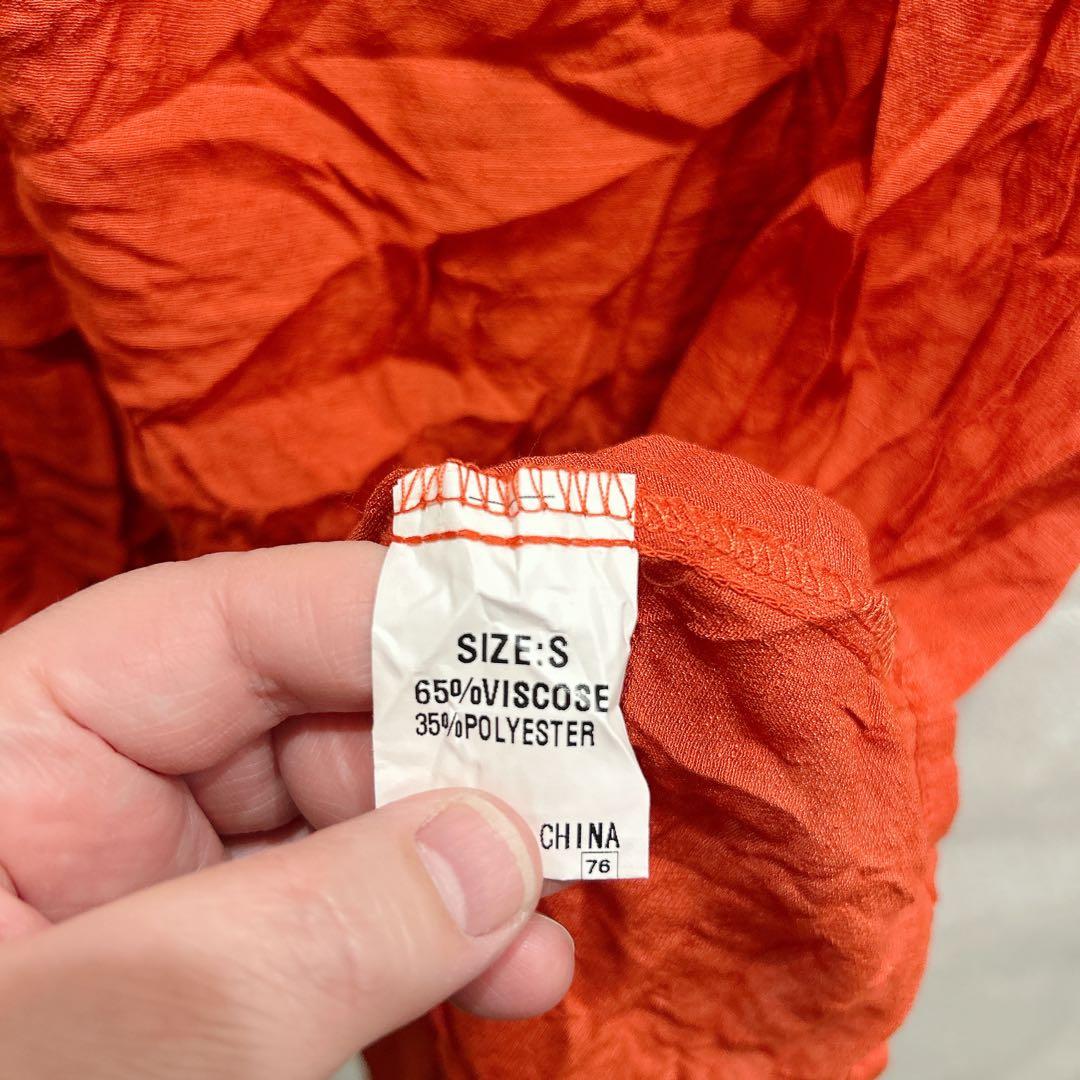 SIZE:S
65%VISCOSE
35%POLYESTER
CHINA
76